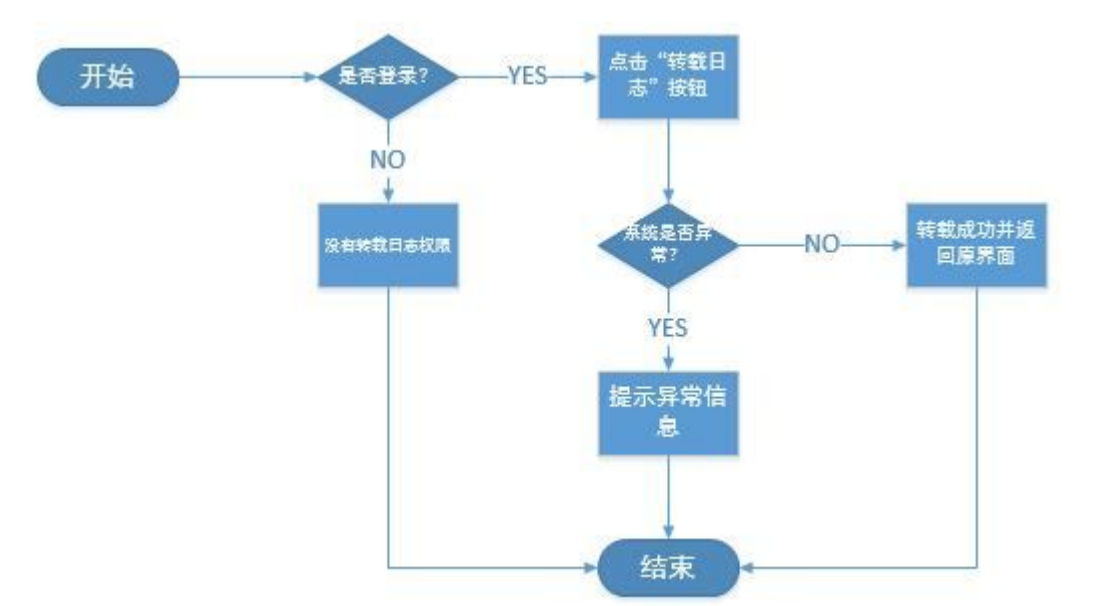 开始
是否登录？
YES
点击“转载日
志”按钮
NO
没有转载日志权限
系统是否异
常？
NO
转载成功并返
回原界面
YES
提示异常信
息
结束